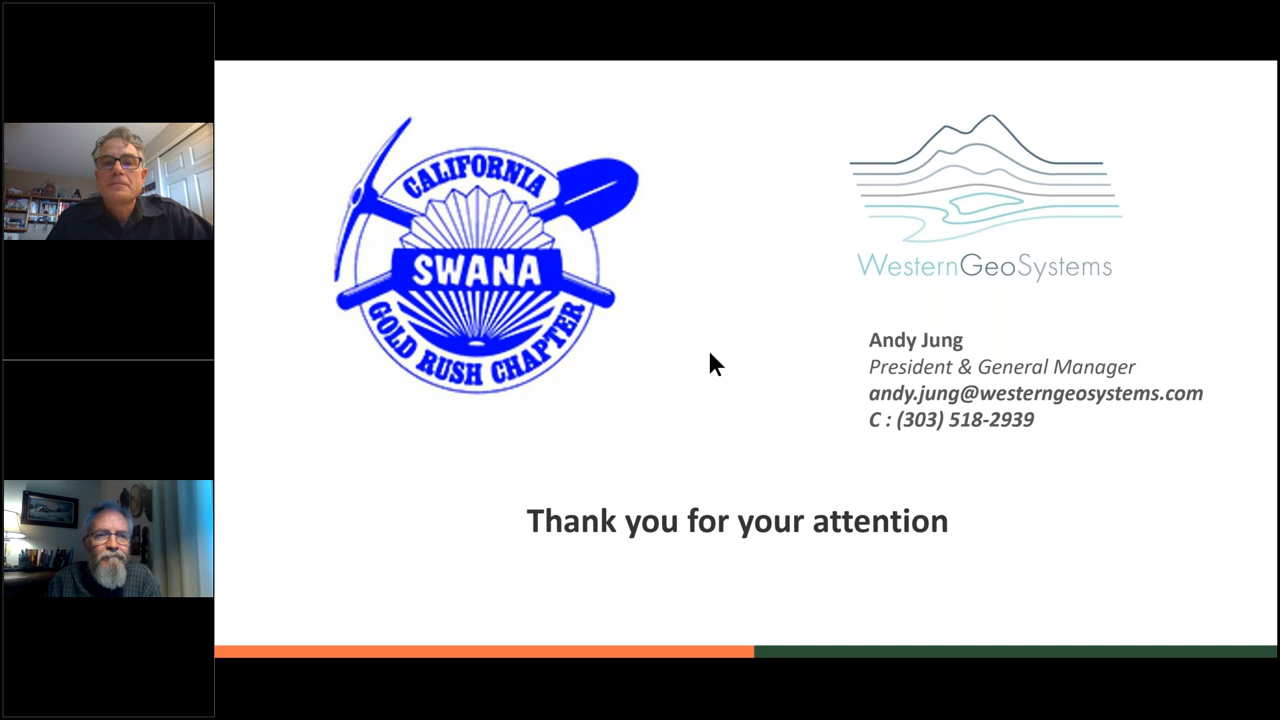 CALIFORNIA
SWANA
GOLD RUSH CHAPTER
WesternGeoSystems
Andy Jung
President & General Manager
andy.jung@westerngeosystems.com
C : (303) 518-2939
Thank you for your attention